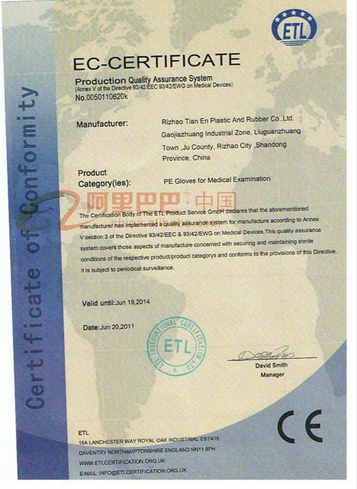 ETL
EC-CERTIFICATE
Production Quality Assurance System
(Annex V of the Directive 93/42/EEC 93/42/EWG on Medical Devices)
No.0050110620k
Manufacturer: Rizhao Tian En Plastic And Rubber Co.,Ltd.
Gaojiazhuang Industrial Zone, Liuguanzhuang
Town ,Ju County, Rizhao City ,Shandong
Province, China
Product
Category(ies): PE Gloves for Medical Examination
阿里巴巴 中国
The Certification Body of The ETL Product Service GmbH declares that the aforementioned
manufacturer has implemented a quality assurance system for manufacture according to Annex
V.section 3 of the Directive 93/42/EEC & 93/42/EWG on Medical Devices.This quality assurance
system covers those aspects of manufacture concerned with securing and maintaining sterile
conditions of the respective product/product categorys and conforms to the provisions of this Directive.
It is subject to periodical surveillance.
Valid until:Jun 19,2014
Date:Jun 20,2011
INTERNATIONAL CERTIFICATION LTD
ETL
David Smith
Manager
CE
ETL
18A LANCHESTER WAY ROYAL OAK INDUSTRIAL ESTATE
DAVENTRY NORTHAMPTONSHIRE ENGLAND NN11 8PH
WWW.ETLCERTIFICATION.ORG.UK
E-MAIL: INFO@ETLCERTIFICATION.ORG.UK
Certificate of Conformity